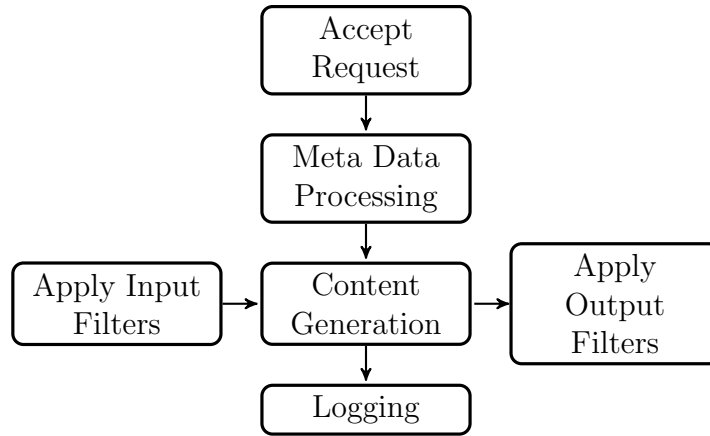 Accept
Request
Meta Data
Processing
Apply Input
Filters
Content
Generation
Apply
Output
Filters
Logging